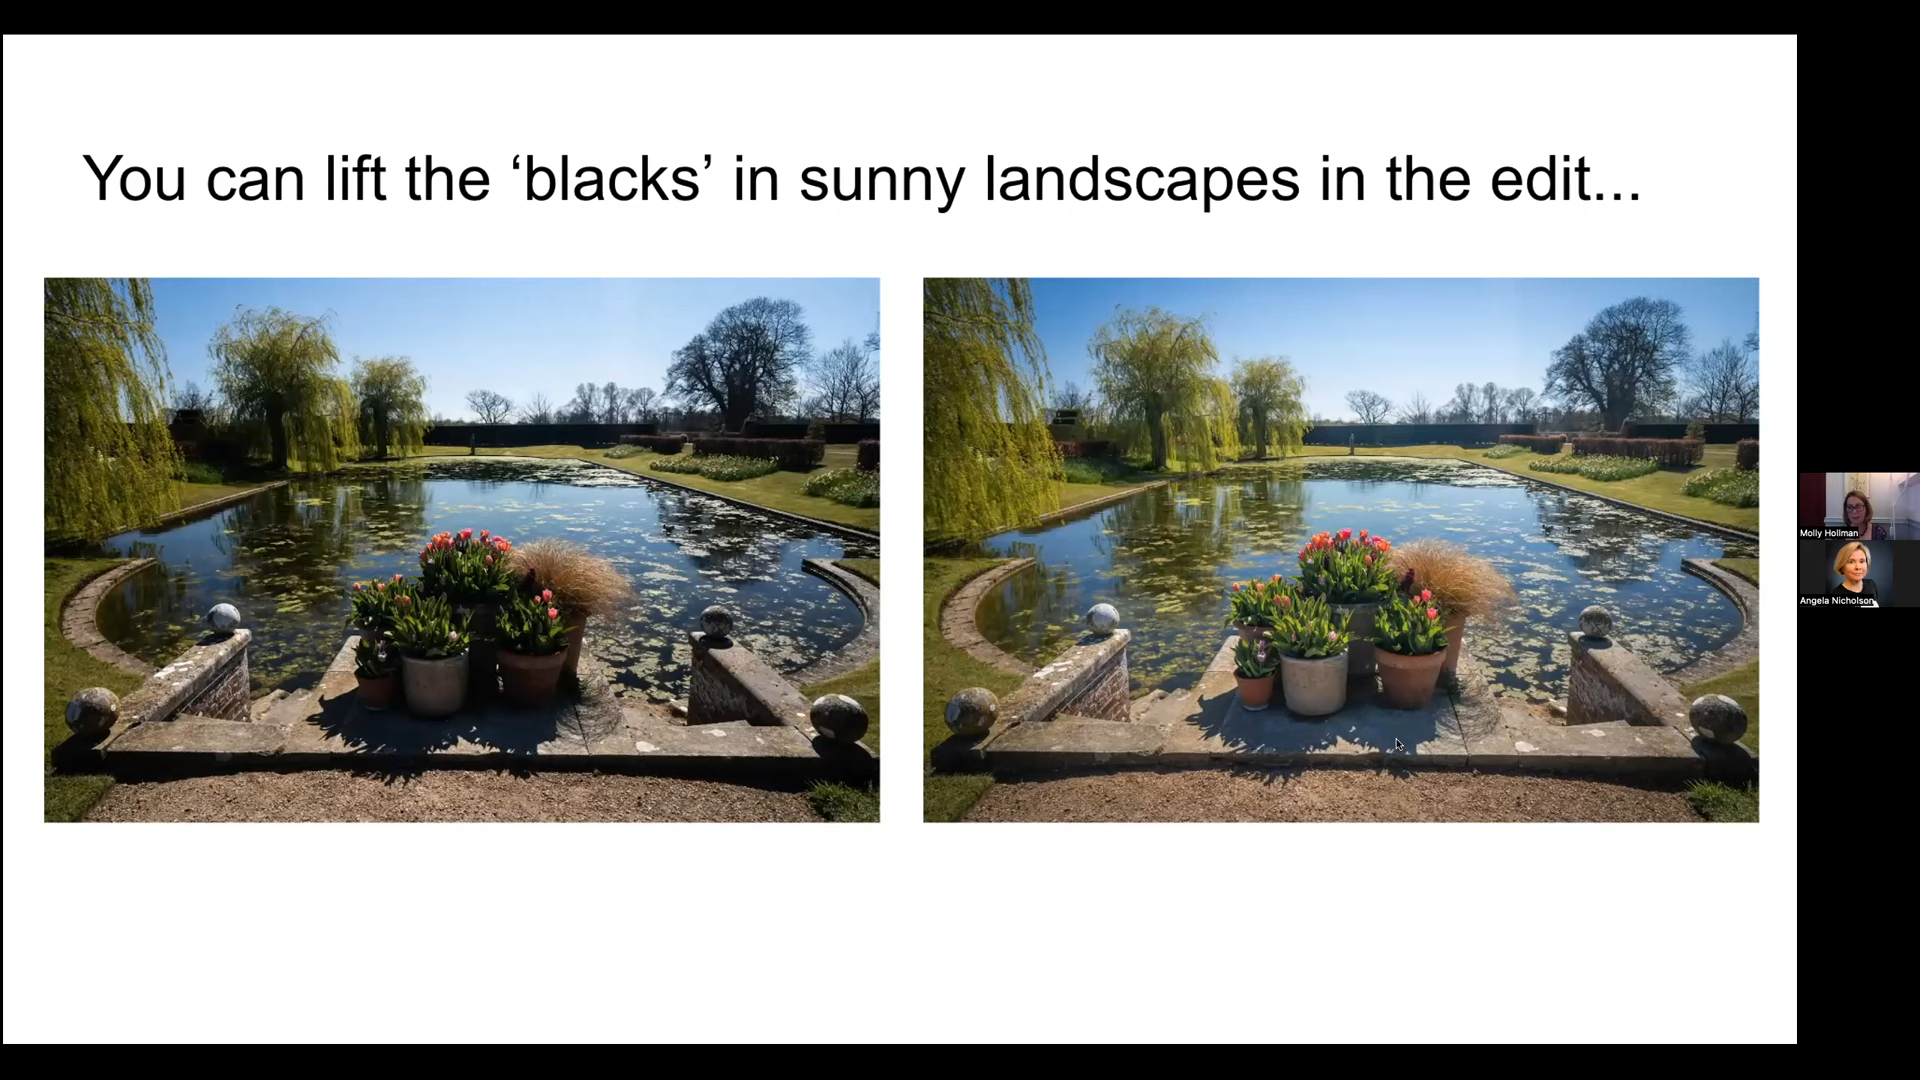 You can lift the ‘blacks’ in sunny landscapes in the edit...
Molly Hollman
Angela Nicholson